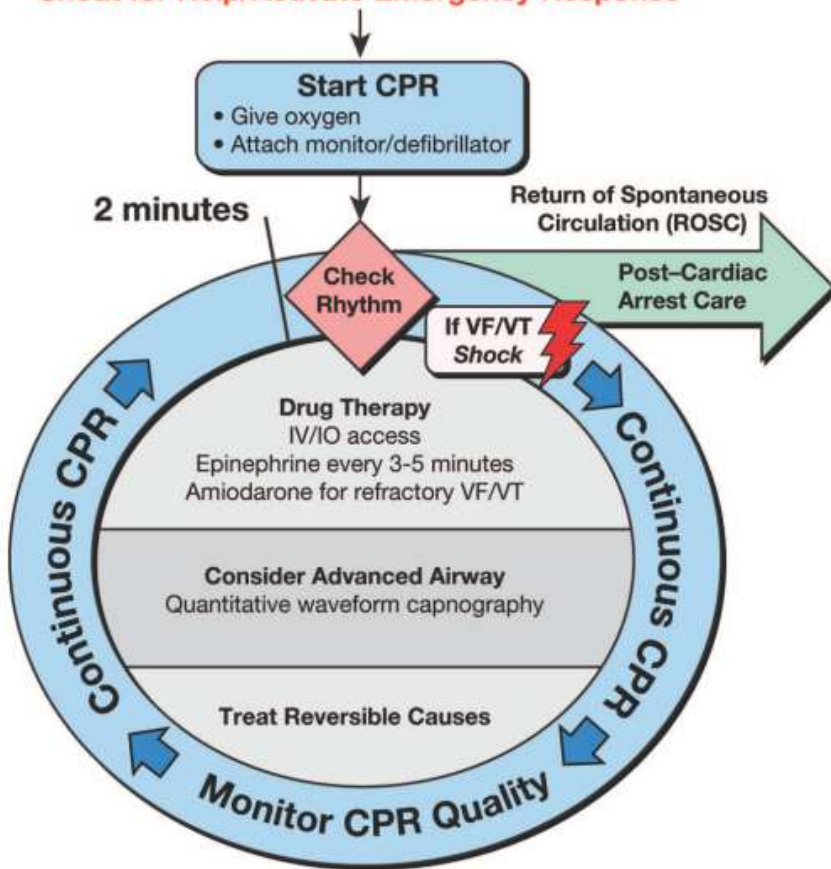 Start CPR
• Give oxygen
• Attach monitor/defibrillator
2 minutes
Return of Spontaneous
Circulation (ROSC)
Post–Cardiac
Arrest Care
Check
Rhythm
If VF/VT
Shock
Drug Therapy
IV/IO access
Epinephrine every 3-5 minutes
Amiodarone for refractory VF/VT
Consider Advanced Airway
Quantitative waveform capnography
Treat Reversible Causes
Continuous CPR
Continuous CPR
Monitor CPR Quality